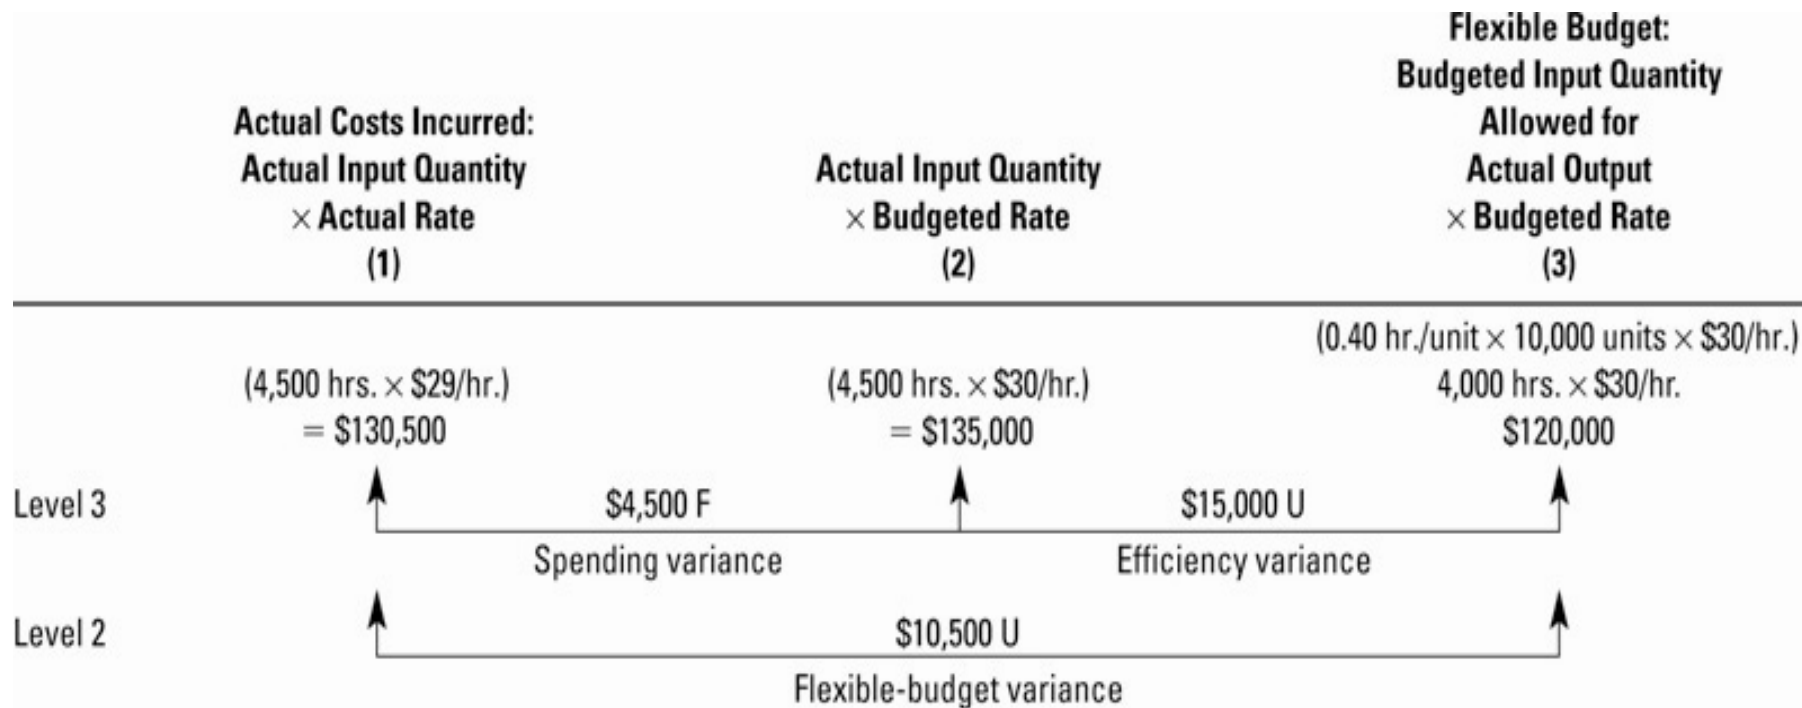 Actual Costs Incurred:
Actual Input Quantity
× Actual Rate
(1)
Actual Input Quantity
× Budgeted Rate
(2)
Flexible Budget:
Budgeted Input Quantity
Allowed for
Actual Output
× Budgeted Rate
(3)
(4,500 hrs. × $29/hr.)
= $130,500
(4,500 hrs. × $30/hr.)
= $135,000
(0.40 hr./unit × 10,000 units × $30/hr.)
4,000 hrs. × $30/hr.
$120,000
Level 3
$4,500 F
$15,000 U
Spending variance
Efficiency variance
Level 2
$10,500 U
Flexible-budget variance